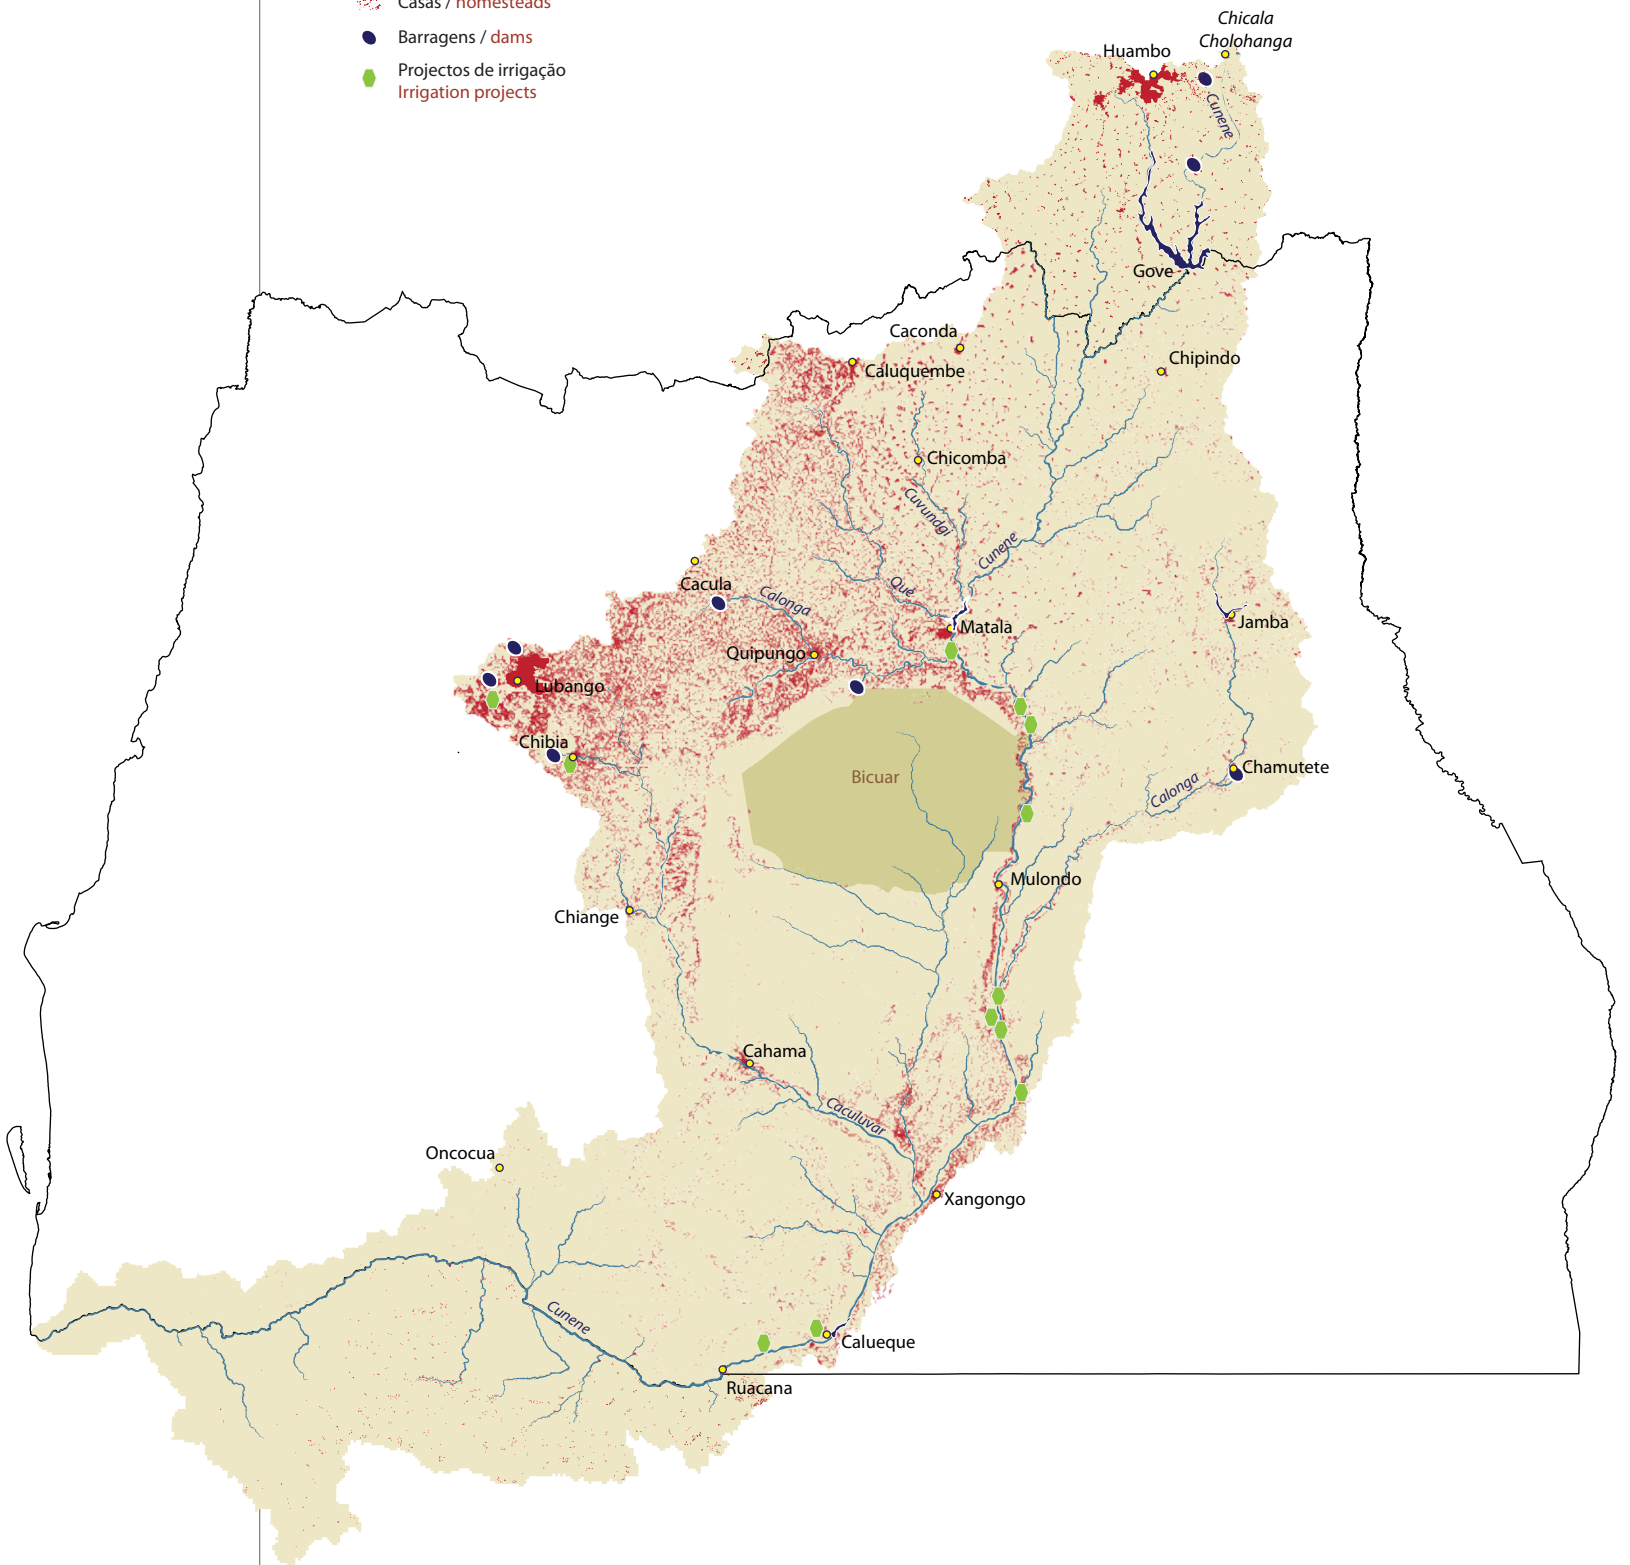 Casas / homesteads
Barragens / dams
Projectos de irrigação
Irrigation projects
Chicala
Cholohanga
Huambo
Cunene
Gove
Caconda
Chipindo
Caluquembe
Chicomba
Cuvundgi
Cunene
Cacula
Qué
Calonga
Matala
Jamba
Quipungo
Lubango
Chibia
Bicuar
Chamutete
Calonga
Mulondo
Chiange
Cahama
Caculuvar
Oncocua
Xangongo
Cunene
Calueque
Ruacana